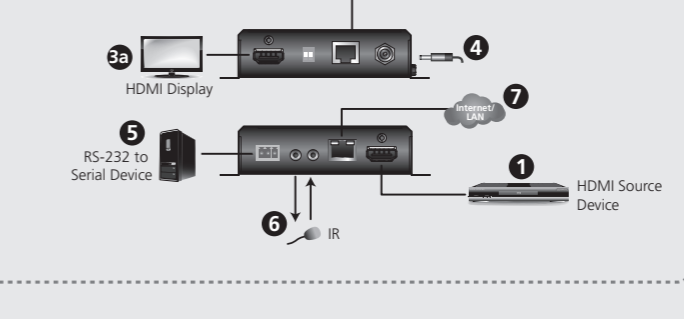 3a
4
HDMI Display
Internet/
LAN
7
5
RS-232 to
Serial Device
1
HDMI Source
Device
6
IR